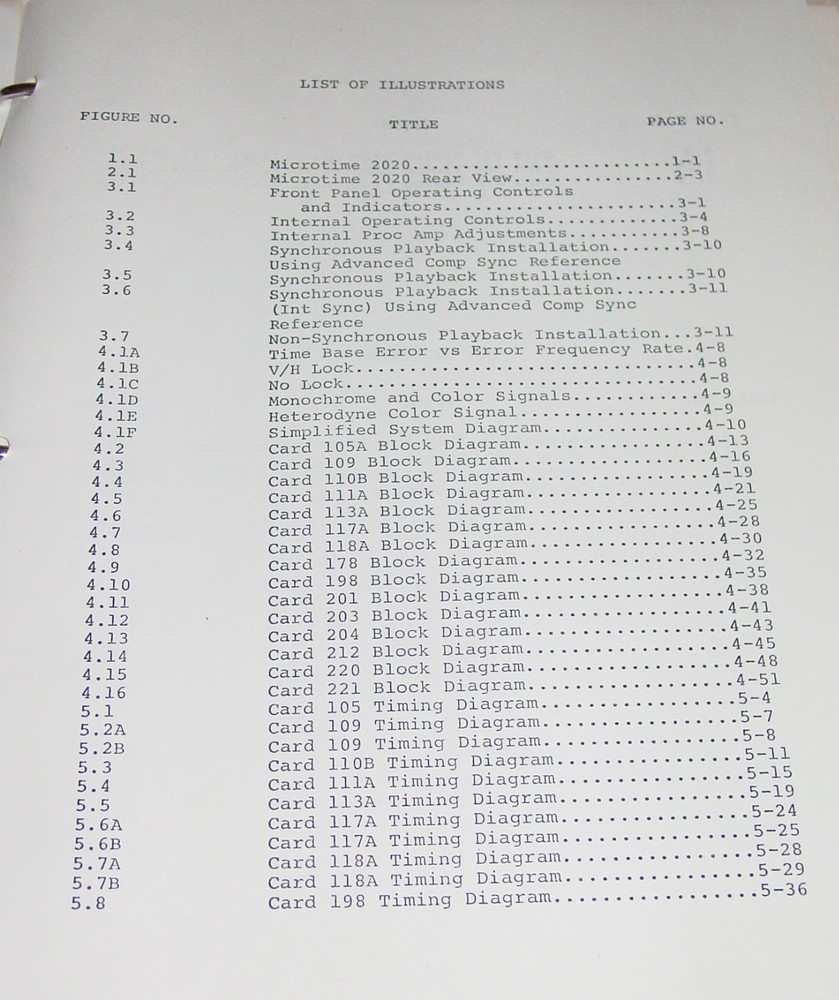 LIST OF ILLUSTRATIONS
FIGURE NO. TITLE PAGE NO.
1.1 Microtime 2020..........................1-1
2.1 Microtime 2020 Rear View................2-3
3.1 Front Panel Operating Controls
and Indicators.......................3-1
3.2 Internal Operating Controls.............3-4
3.3 Internal Proc Amp Adjustments...........3-8
3.4 Synchronous Playback Installation.......3-10
Using Advanced Comp Sync Reference
3.5 Synchronous Playback Installation.......3-10
3.6 Synchronous Playback Installation.......3-11
(Int Sync) Using Advanced Comp Sync
Reference
3.7 Non-Synchronous Playback Installation...3-11
4.1A Time Base Error vs Error Frequency Rate.4-8
4.1B V/H Lock................................4-8
4.1C No Lock.................................4-8
4.1D Monochrome and Color Signals............4-9
4.1E Heterodyne Color Signal.................4-9
4.1F Simplified System Diagram...............4-10
4.2 Card 105A Block Diagram.................4-13
4.3 Card 109 Block Diagram..................4-16
4.4 Card 110B Block Diagram.................4-19
4.5 Card 111A Block Diagram.................4-21
4.6 Card 113A Block Diagram.................4-25
4.7 Card 117A Block Diagram.................4-28
4.8 Card 118A Block Diagram.................4-30
4.9 Card 178 Block Diagram..................4-32
4.10 Card 198 Block Diagram..................4-35
4.11 Card 201 Block Diagram..................4-38
4.12 Card 203 Block Diagram..................4-41
4.13 Card 204 Block Diagram..................4-43
4.14 Card 212 Block Diagram..................4-45
4.15 Card 220 Block Diagram..................4-48
4.16 Card 221 Block Diagram..................4-51
5.1 Card 105 Timing Diagram.................5-4
5.2A Card 109 Timing Diagram.................5-7
5.2B Card 109 Timing Diagram.................5-8
5.3 Card 110B Timing Diagram................5-11
5.4 Card 111A Timing Diagram................5-15
5.5 Card 113A Timing Diagram................5-19
5.6A Card 117A Timing Diagram................5-24
5.6B Card 117A Timing Diagram................5-25
5.7A Card 118A Timing Diagram................5-28
5.7B Card 118A Timing Diagram................5-29
5.8 Card 198 Timing Diagram.................5-36